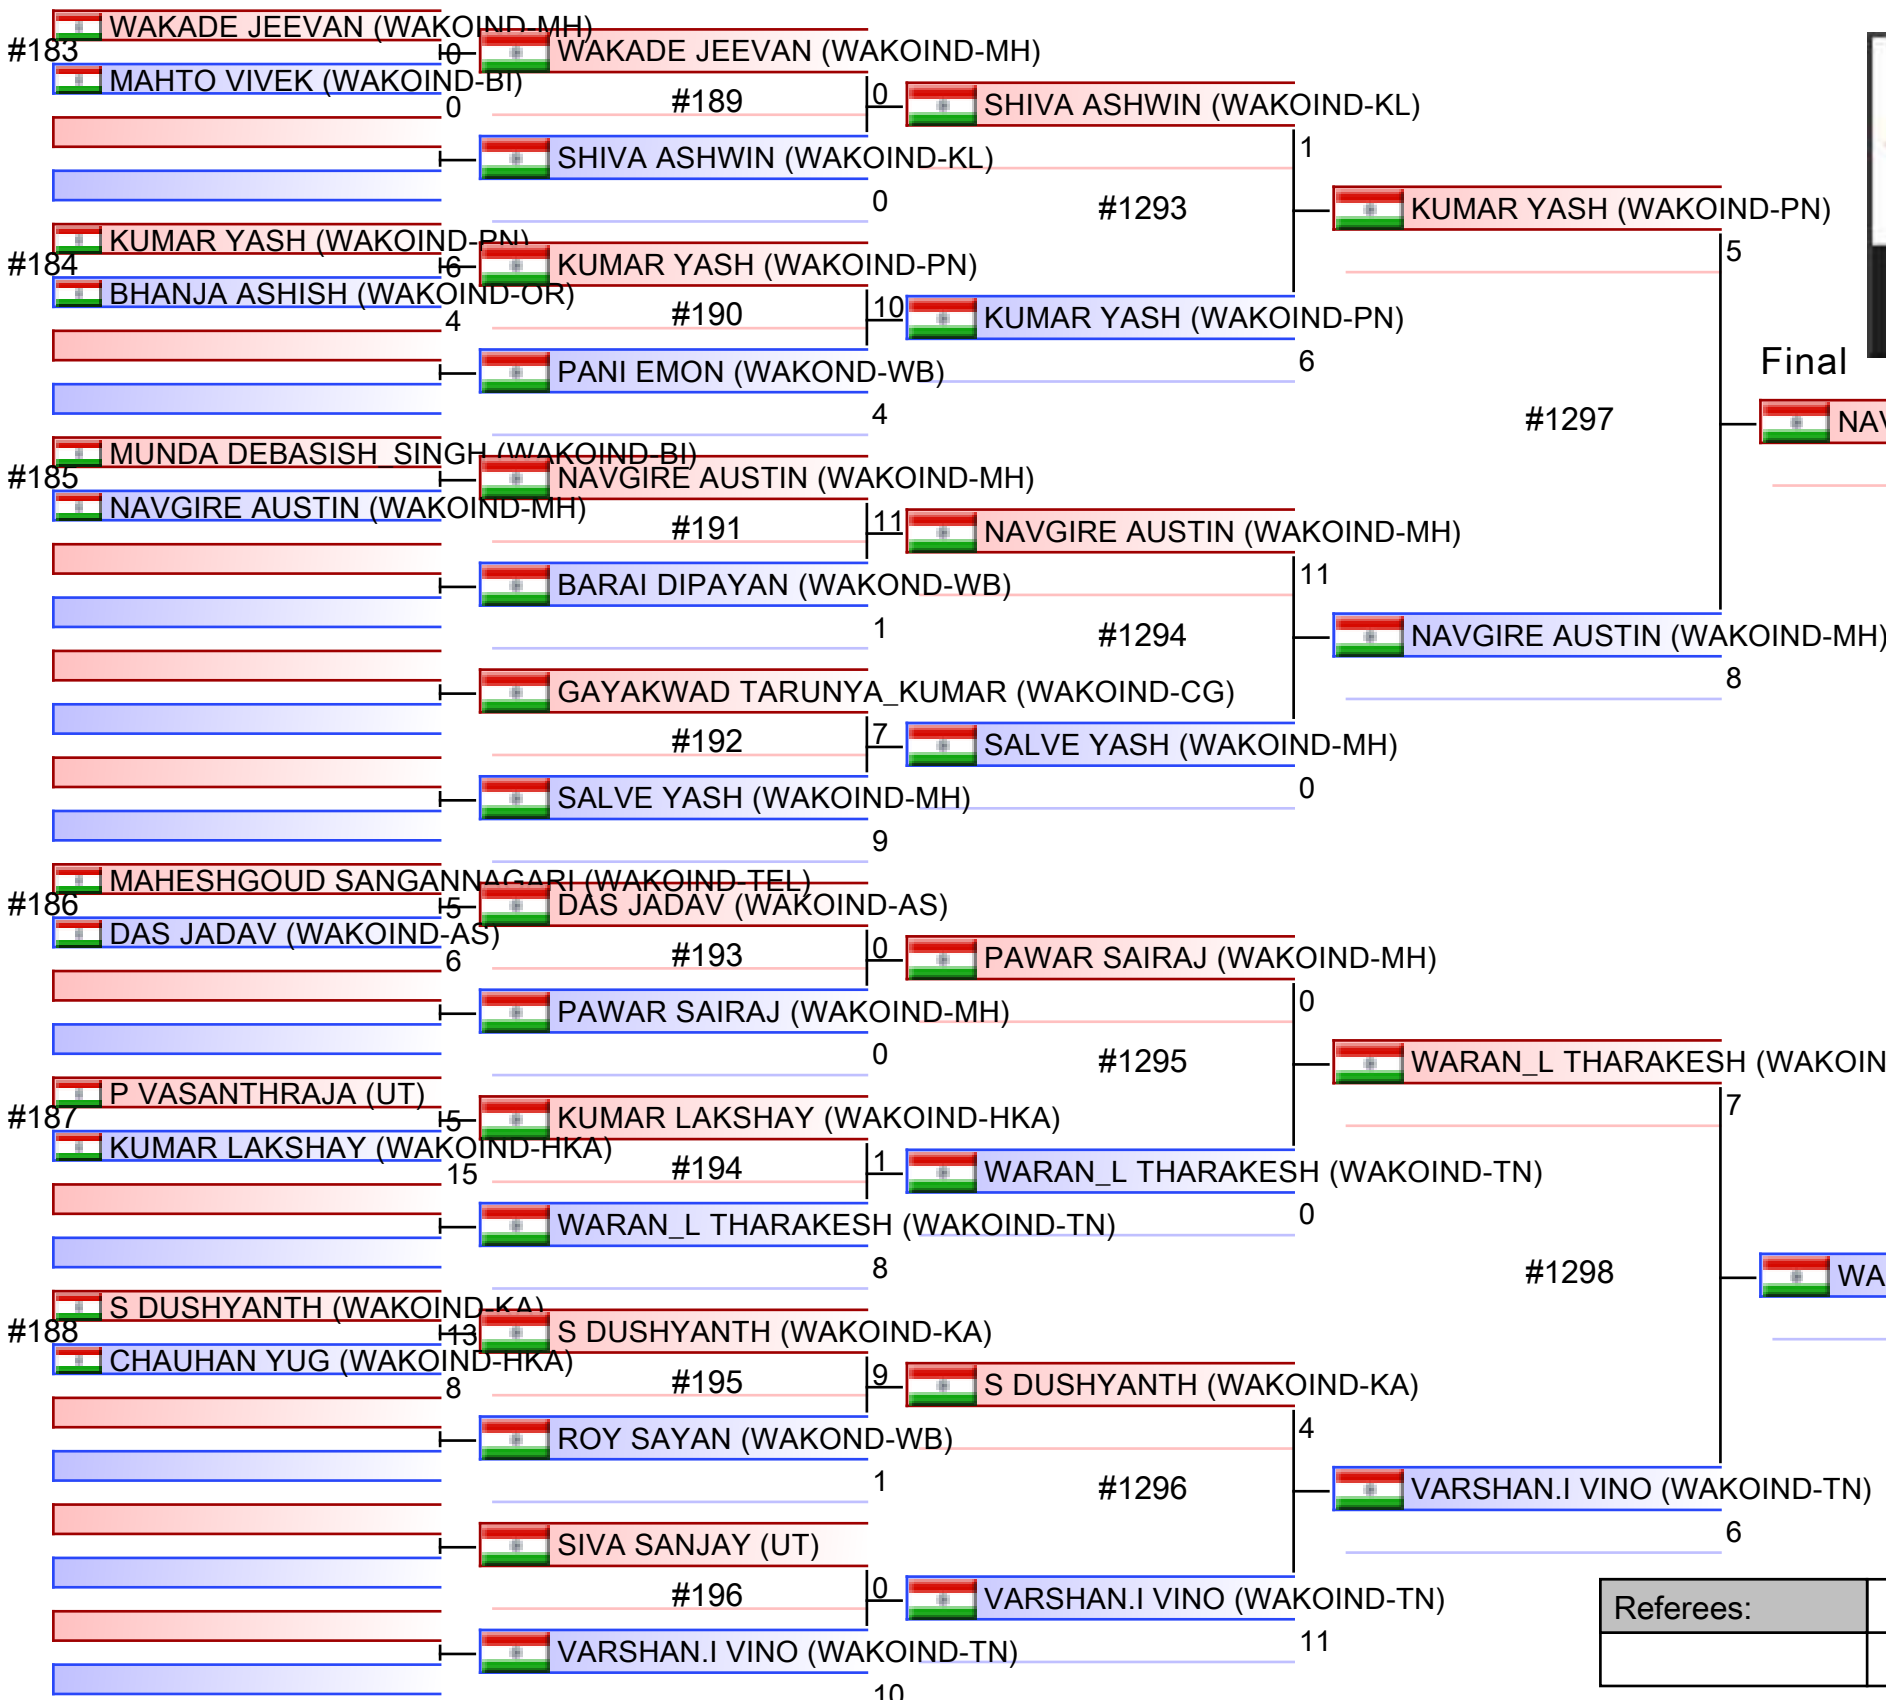 WAKADE JEEVAN (WAKOIND-MH)
0
#183
MAHTO VIVEK (WAKOIND-BI)
0
KUMAR YASH (WAKOIND-PN)
6
#184
BHANJA ASHISH (WAKOIND-OR)
4
MUNDA DEBASISH_SINGH (WAKOIND-BI)
#185
NAVGIRE AUSTIN (WAKOIND-MH)
MAHESHGOUD SANGANNAGARI (WAKOIND-TEL)
5
#186
DAS JADAV (WAKOIND-AS)
6
P VASANTHRAJA (UT)
5
#187
KUMAR LAKSHAY (WAKOIND-HKA)
15
S DUSHYANTH (WAKOIND-KA)
13
#188
CHAUHAN YUG (WAKOIND-HKA)
8
WAKADE JEEVAN (WAKOIND-MH)
0
#189
SHIVA ASHWIN (WAKOIND-KL)
0
KUMAR YASH (WAKOIND-PN)
10
#190
PANI EMON (WAKOND-WB)
4
NAVGIRE AUSTIN (WAKOIND-MH)
11
#191
BARAI DIPAYAN (WAKOND-WB)
1
GAYAKWAD TARUNYA_KUMAR (WAKOIND-CG)
7
#192
SALVE YASH (WAKOIND-MH)
9
DAS JADAV (WAKOIND-AS)
0
#193
PAWAR SAIRAJ (WAKOIND-MH)
0
KUMAR LAKSHAY (WAKOIND-HKA)
1
#194
WARAN_L THARAKESH (WAKOIND-TN)
8
S DUSHYANTH (WAKOIND-KA)
9
#195
ROY SAYAN (WAKOND-WB)
1
SIVA SANJAY (UT)
0
#196
VARSHAN.I VINO (WAKOIND-TN)
10
SHIVA ASHWIN (WAKOIND-KL)
1
#1293
KUMAR YASH (WAKOIND-PN)
6
NAVGIRE AUSTIN (WAKOIND-MH)
11
#1294
SALVE YASH (WAKOIND-MH)
0
PAWAR SAIRAJ (WAKOIND-MH)
0
#1295
WARAN_L THARAKESH (WAKOIND-TN)
0
S DUSHYANTH (WAKOIND-KA)
4
#1296
VARSHAN.I VINO (WAKOIND-TN)
11
KUMAR YASH (WAKOIND-PN)
5
#1297
NAVGIRE AUSTIN (WAKOIND-MH)
8
WARAN_L THARAKESH (WAKOIN
7
#1298
VARSHAN.I VINO (WAKOIND-TN)
6
Final
NAV
WA
Referees: